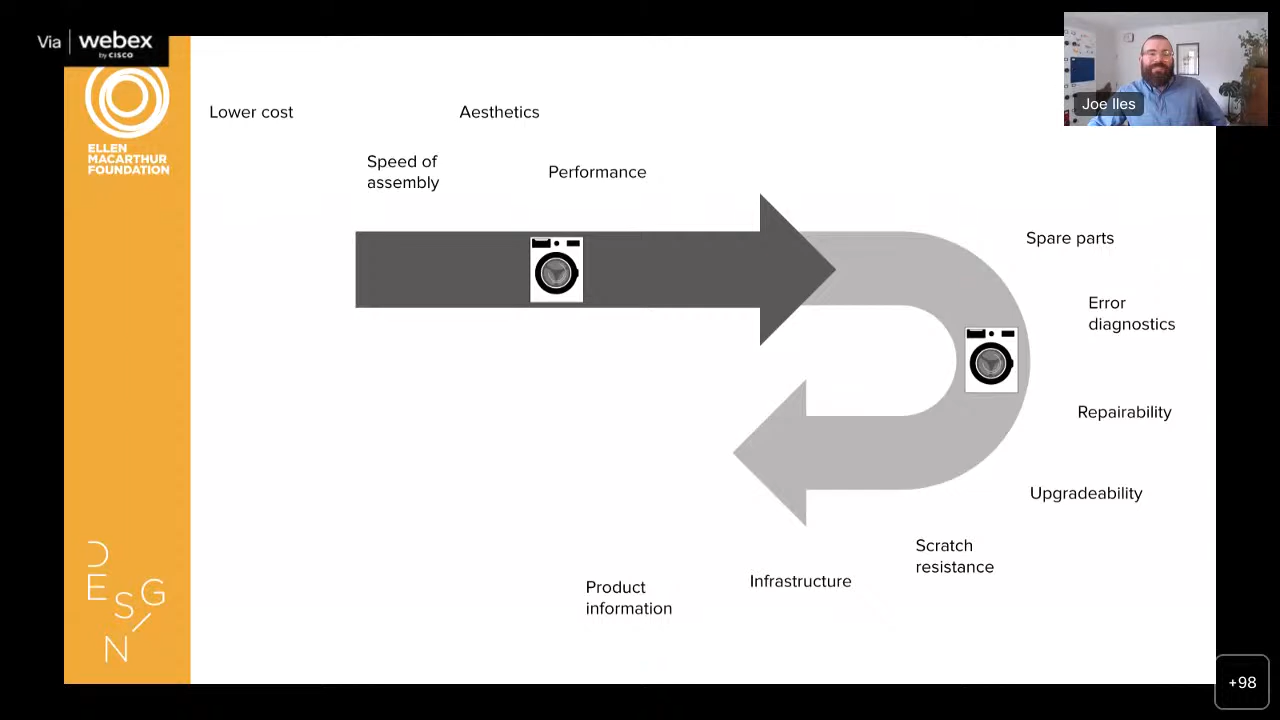 Via webex
by CISCO
ELLEN
MACARTHUR
FOUNDATION
Lower cost
Aesthetics
Speed of
assembly
Performance
Joe Iles
Spare parts
Error
diagnostics
Repairability
Upgradeability
Scratch
resistance
Infrastructure
Product
information
D
E S G
N
+98